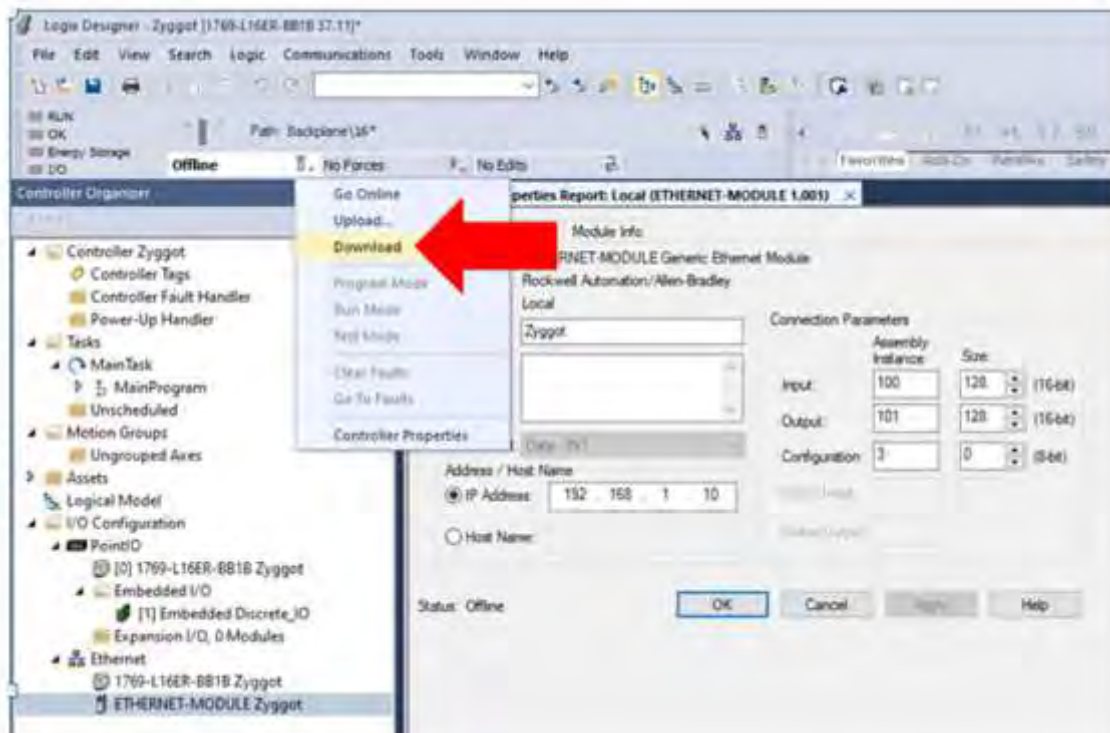 Logix Designer - Zyggot [1769-L16ER-BB1B 37.11]*
File Edit View Search Logic Communications Tools Window Help
RUN
OK
Energy Storage
I/O
Path: Backplane\16*
Offline
No Forces
No Edits
Favorites Add-On Safety
Controller Organizer
Go Online
Upload...
Download
Program Mode
Run Mode
Test Mode
Clear Faults
Go To Faults
Controller Properties
Controller Zyggot
Controller Tags
Controller Fault Handler
Power-Up Handler
Tasks
MainTask
MainProgram
Unscheduled
Motion Groups
Ungrouped Axes
Assets
Logical Model
I/O Configuration
PointIO
[0] 1769-L16ER-BB1B Zyggot
Embedded I/O
[1] Embedded Discrete_IO
Expansion I/O, 0 Modules
Ethernet
1769-L16ER-BB1B Zyggot
ETHERNET-MODULE Zyggot
perties Report: Local (ETHERNET-MODULE 1.001) ×
Module Info
RNET-MODULE Generic Ethernet Module
Rockwell Automation/Allen-Bradley
Local
Zyggot
Address / Host Name
IP Address: 192 . 168 . 1 . 10
Host Name:
Connection Parameters
Assembly Instance: Size:
Input: 100 128 (16-bit)
Output: 101 128 (16-bit)
Configuration: 3 0 (8-bit)
Status: Offline
OK Cancel Apply Help